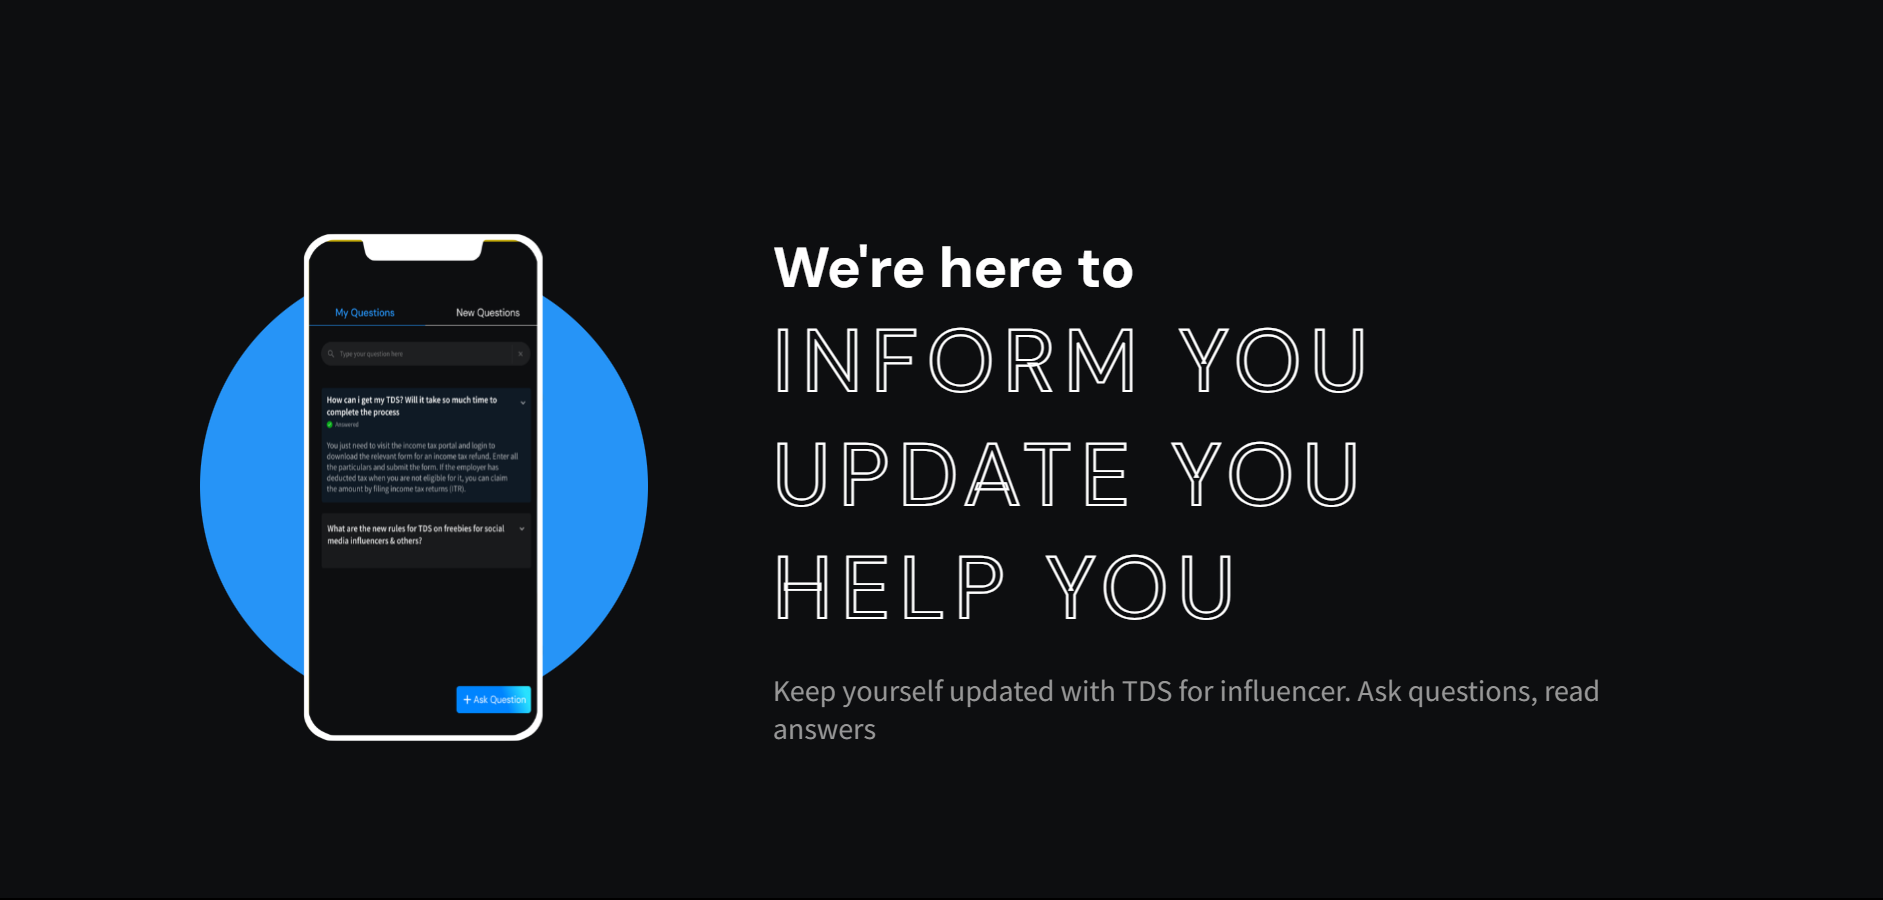 My Questions
New Questions
Type your question here
How can i get my TDS? Will it take so much time to
complete the process
Answered
You just need to visit the income tax portal and login to
download the relevant form for an income tax refund. Enter all
the particulars and submit the form. If the employer has
deducted tax when you are not eligible for it, you can claim
the amount by filing income tax returns (ITR).
What are the new rules for TDS on freebies for social
media influencers & others?
+ Ask Question
We're here to
INFORM YOU
UPDATE YOU
HELP YOU
Keep yourself updated with TDS for influencer. Ask questions, read
answers